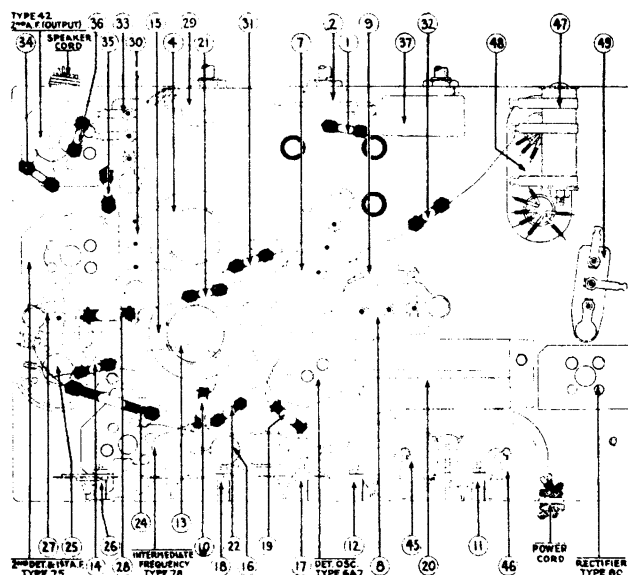 TYPE 42
2ND A.F. (OUTPUT)
SPEAKER
CORD
34 36 35 33 30 15 4 29 21 31 7 2 1 9 37 32 48 47 49
27 25 14 26 28 24 13 10 18 22 16 19 17 12 8 45 20 11 46
2ND DET. & 1ST A.F.
TYPE 75
INTERMEDIATE
FREQUENCY
TYPE 78
DET. OSC.
TYPE 6A7
POWER
CORD
RECTIFIER
TYPE 80